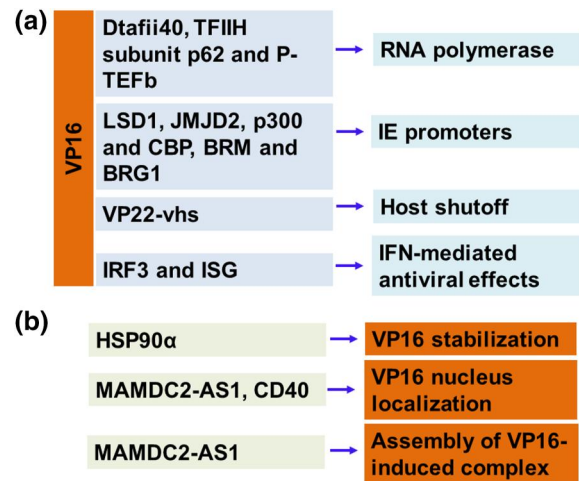 (a)
VP16
Dtafii40, TFIIH
subunit p62 and P-
TEFb
RNA polymerase
LSD1, JMJD2, p300
and CBP, BRM and
BRG1
IE promoters
VP22-vhs
Host shutoff
IRF3 and ISG
IFN-mediated
antiviral effects
(b)
HSP90α
VP16 stabilization
MAMDC2-AS1, CD40
VP16 nucleus
localization
MAMDC2-AS1
Assembly of VP16-
induced complex